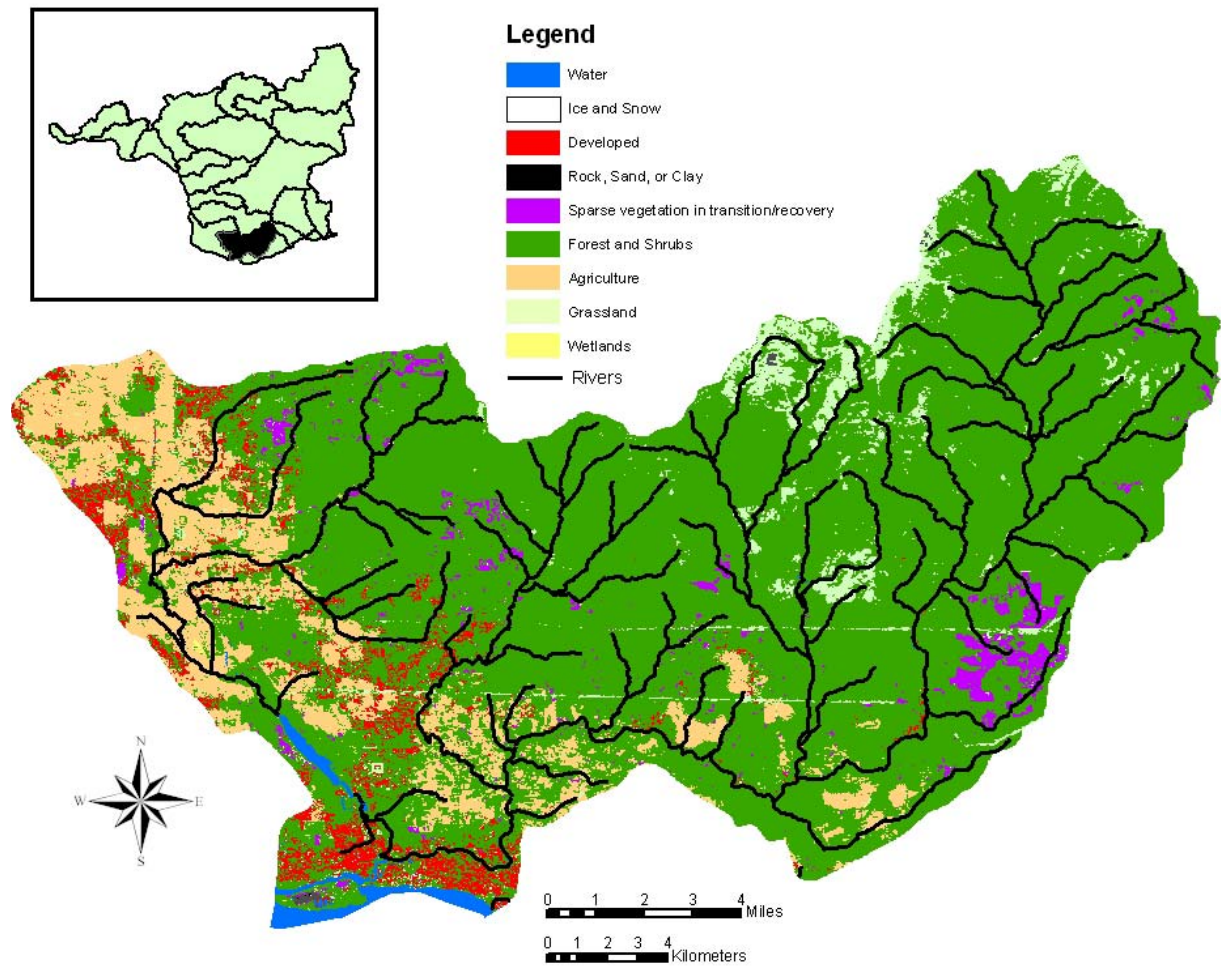 Legend
Water
Ice and Snow
Developed
Rock, Sand, or Clay
Sparse vegetation in transition/recovery
Forest and Shrubs
Agriculture
Grassland
Wetlands
Rivers
N
W E
S
0 1 2 3 4
Miles
0 1 2 3 4
Kilometers